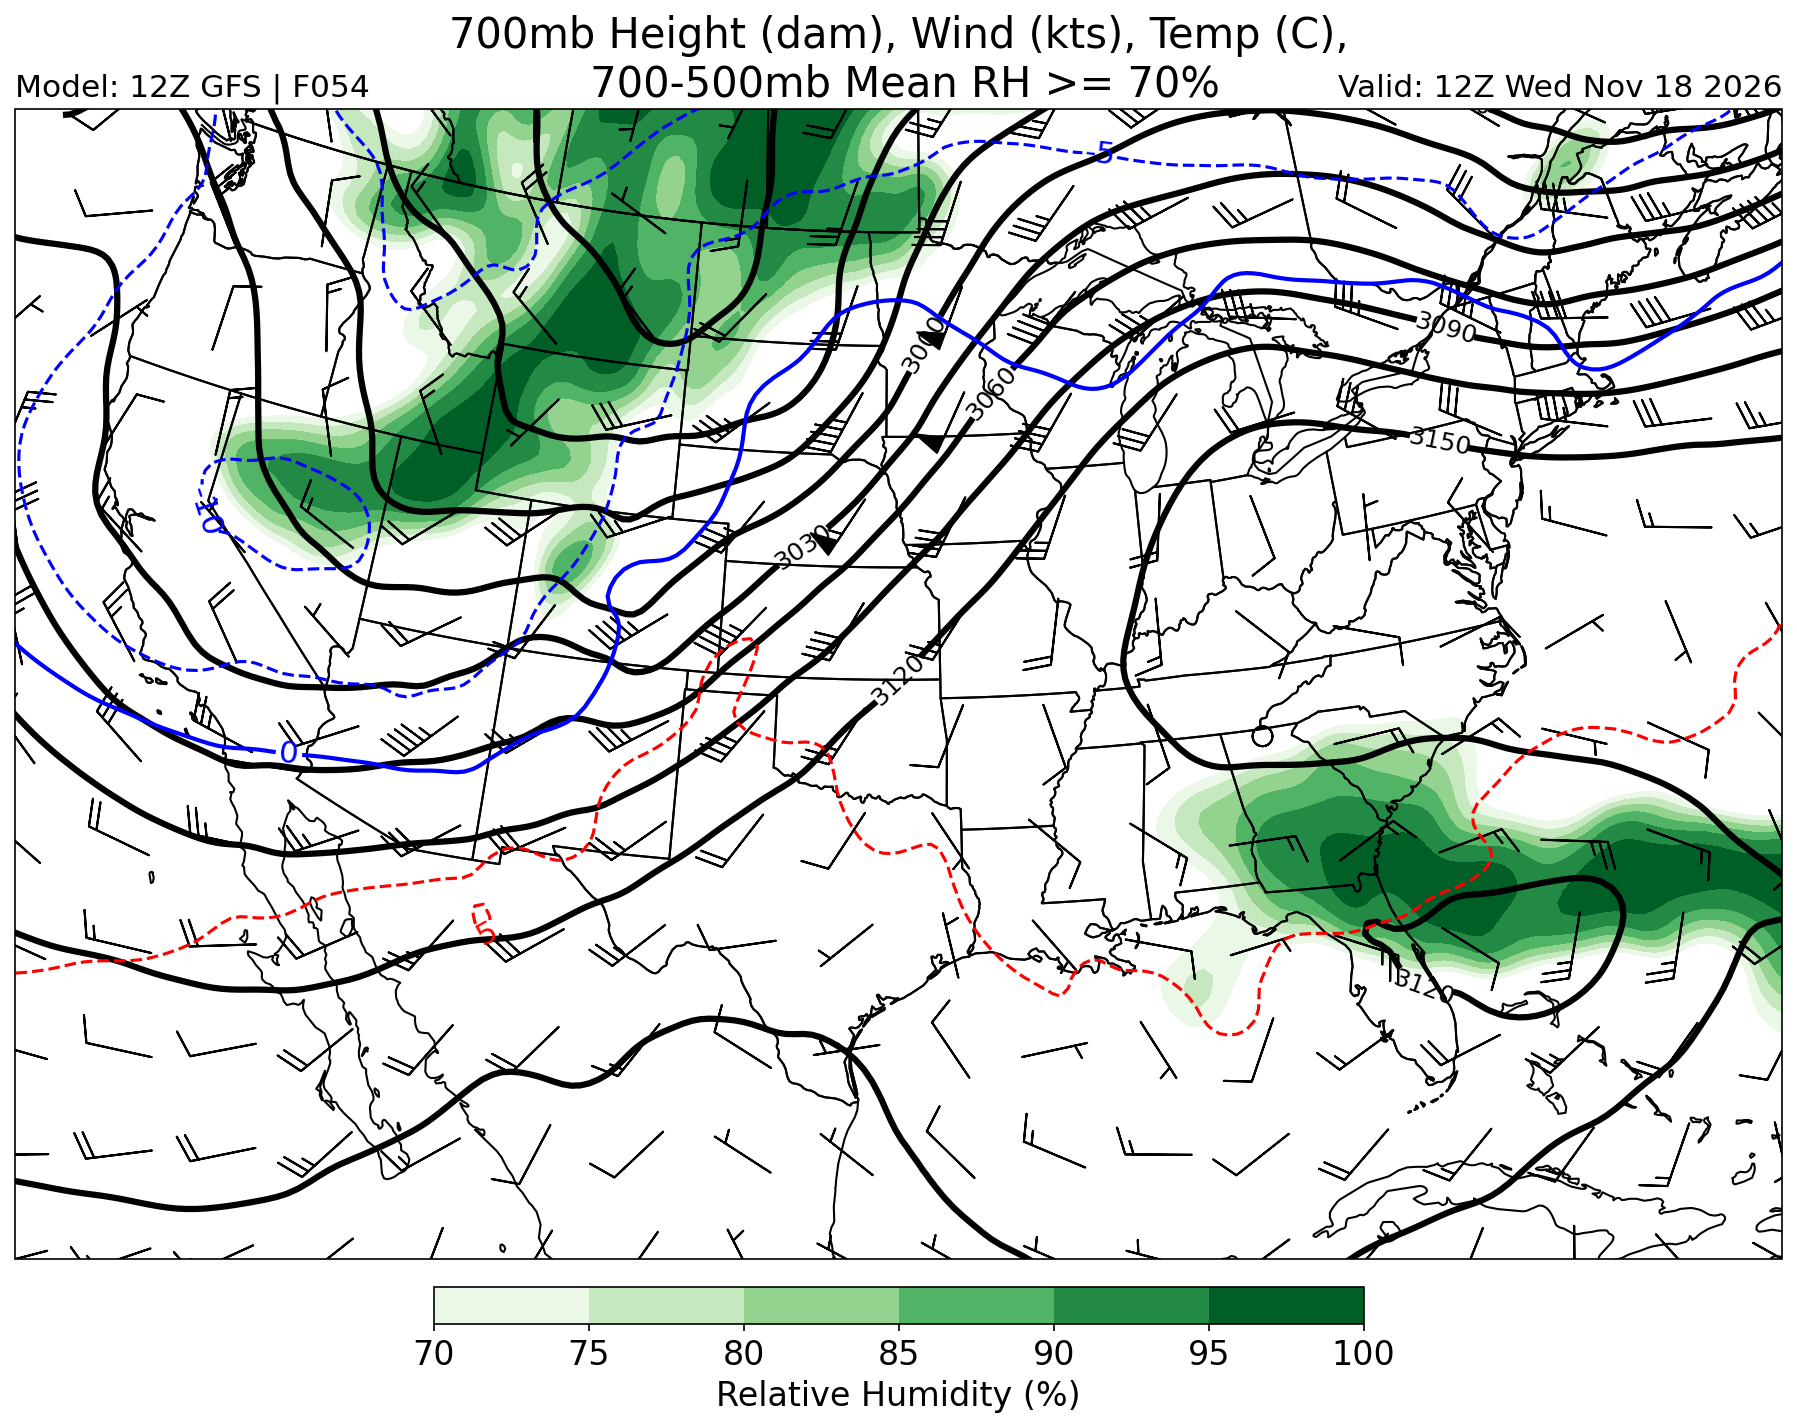 700mb Height (dam), Wind (kts), Temp (C),
Model: 12Z GFS | F054
700-500mb Mean RH >= 70%
Valid: 12Z Wed Nov 18 2026
5
3000
3090
3060
3150
10
3030
3120
0
5
3120
70 75 80 85 90 95 100
Relative Humidity (%)